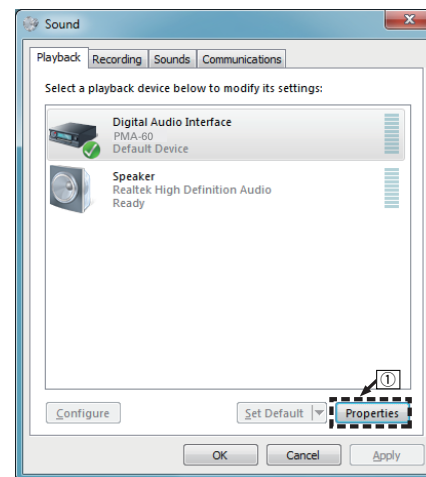 Sound
Playback Recording Sounds Communications
Select a playback device below to modify its settings:
Digital Audio Interface
PMA-60
Default Device
Speaker
Realtek High Definition Audio
Ready
①
Configure Set Default Properties
OK Cancel Apply